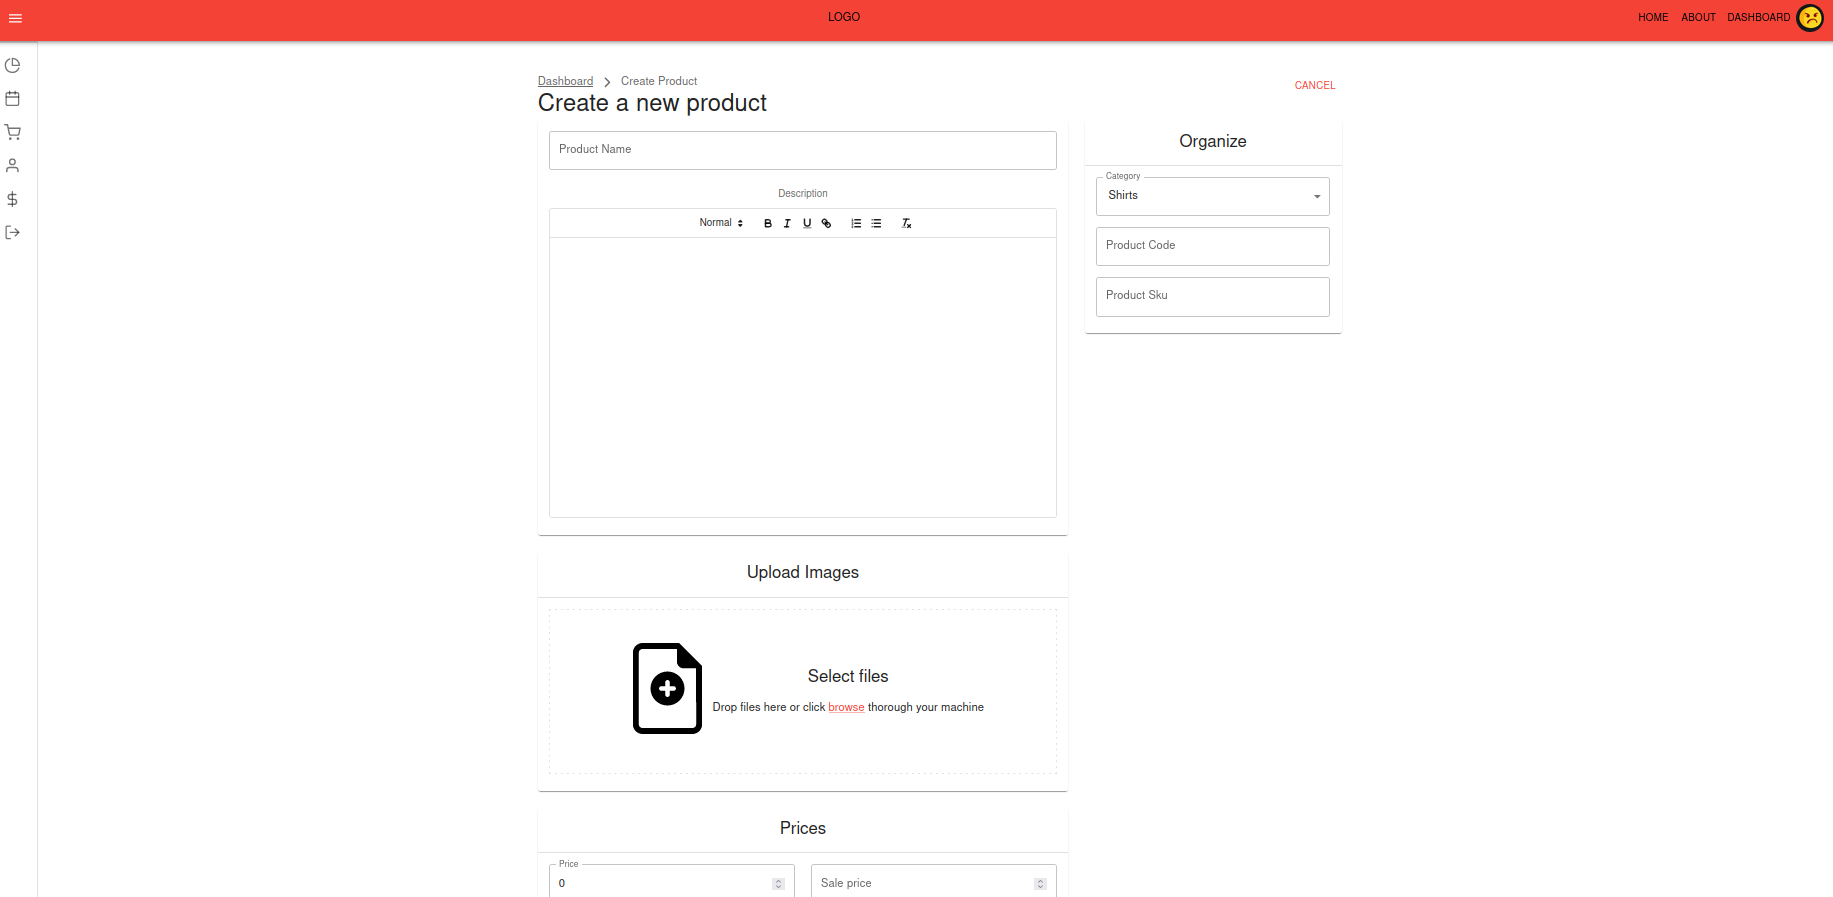 LOGO
HOME ABOUT DASHBOARD
Dashboard > Create Product
CANCEL
Create a new product
Product Name
Description
Normal
Organize
Category
Shirts
Product Code
Product Sku
Upload Images
Select files
Drop files here or click browse thorough your machine
Prices
Price
0
Sale price